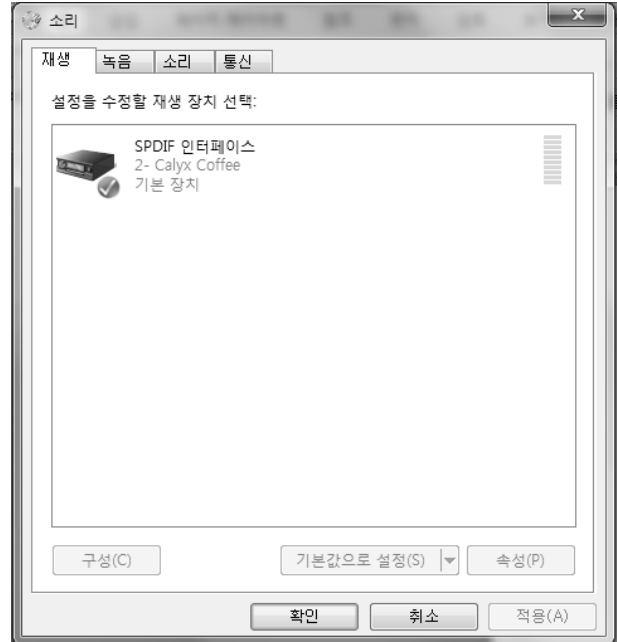 소리
재생 녹음 소리 통신
설정을 수정할 재생 장치 선택:
SPDIF 인터페이스
2- Calyx Coffee
기본 장치
구성(C) 기본값으로 설정(S) 속성(P)
확인 취소 적용(A)